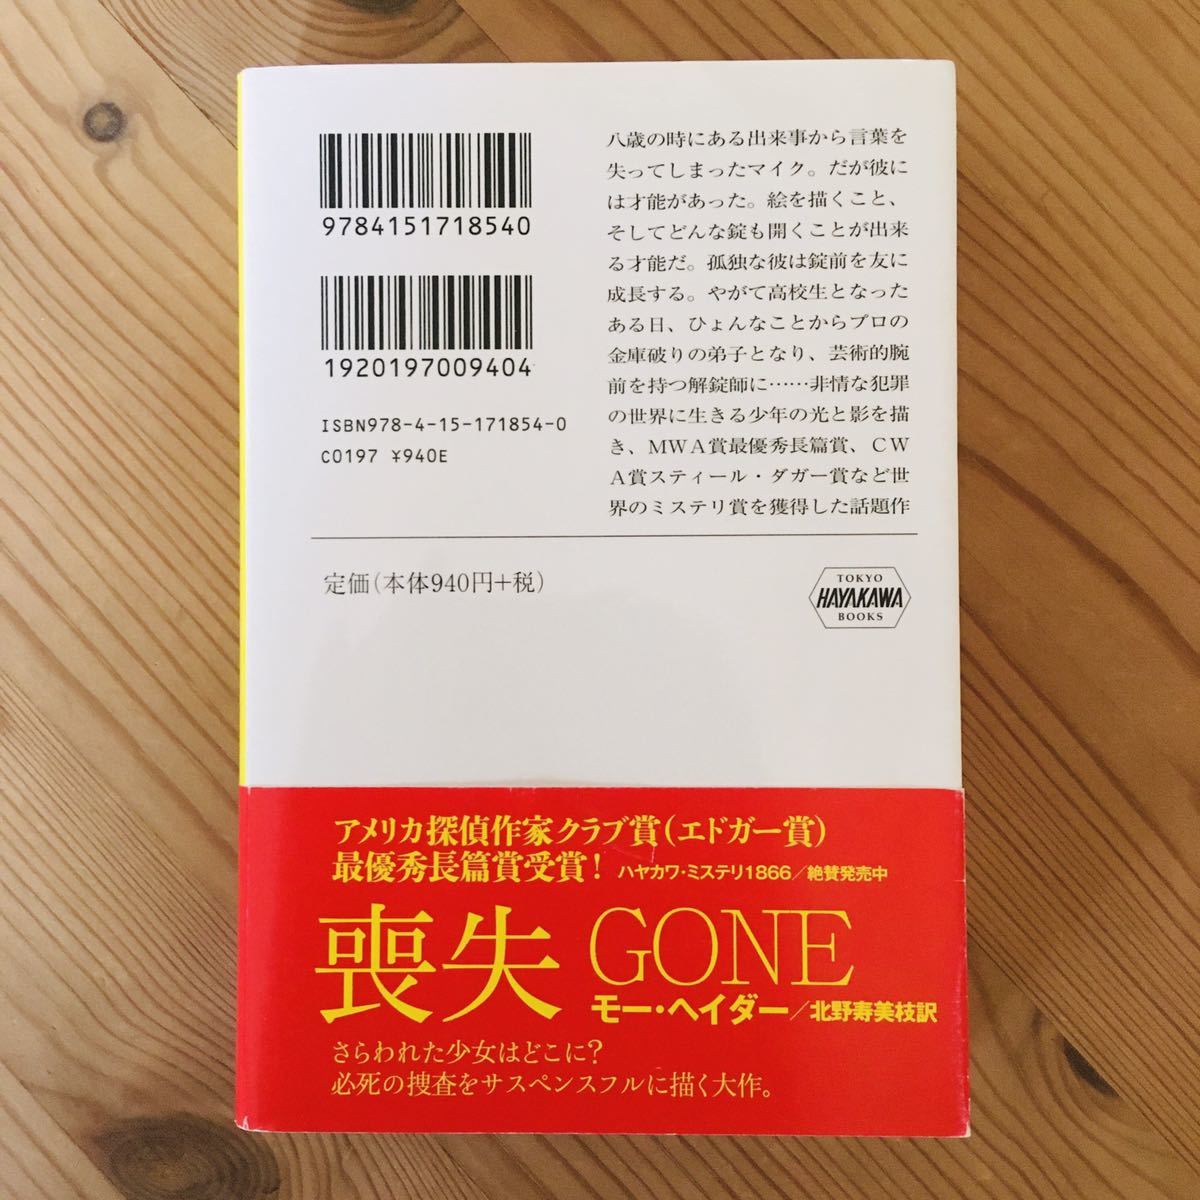 9784151718540
1920197009404
ISBN978-4-15-171854-0
C0197 ¥940E
八歳の時にある出来事から言葉を
失ってしまったマイク。だが彼に
は才能があった。絵を描くこと、
そしてどんな錠も開くことが出来
る才能だ。孤独な彼は錠前を友に
成長する。やがて高校生となった
ある日、ひょんなことからプロの
金庫破りの弟子となり、芸術的腕
前を持つ解錠師に……非情な犯罪
の世界に生きる少年の光と影を描
き、MWA賞最優秀長篇賞、CW
A賞スティール・ダガー賞など世
界のミステリ賞を獲得した話題作
定価(本体940円+税)
TOKYO
HAYAKAWA
BOOKS
アメリカ探偵作家クラブ賞(エドガー賞)
最優秀長篇賞受賞! ハヤカワ・ミステリ1866/絶賛発売中
喪失 GONE
モー・ヘイダー/北野寿美枝訳
さらわれた少女はどこに?
必死の捜査をサスペンスフルに描く大作。